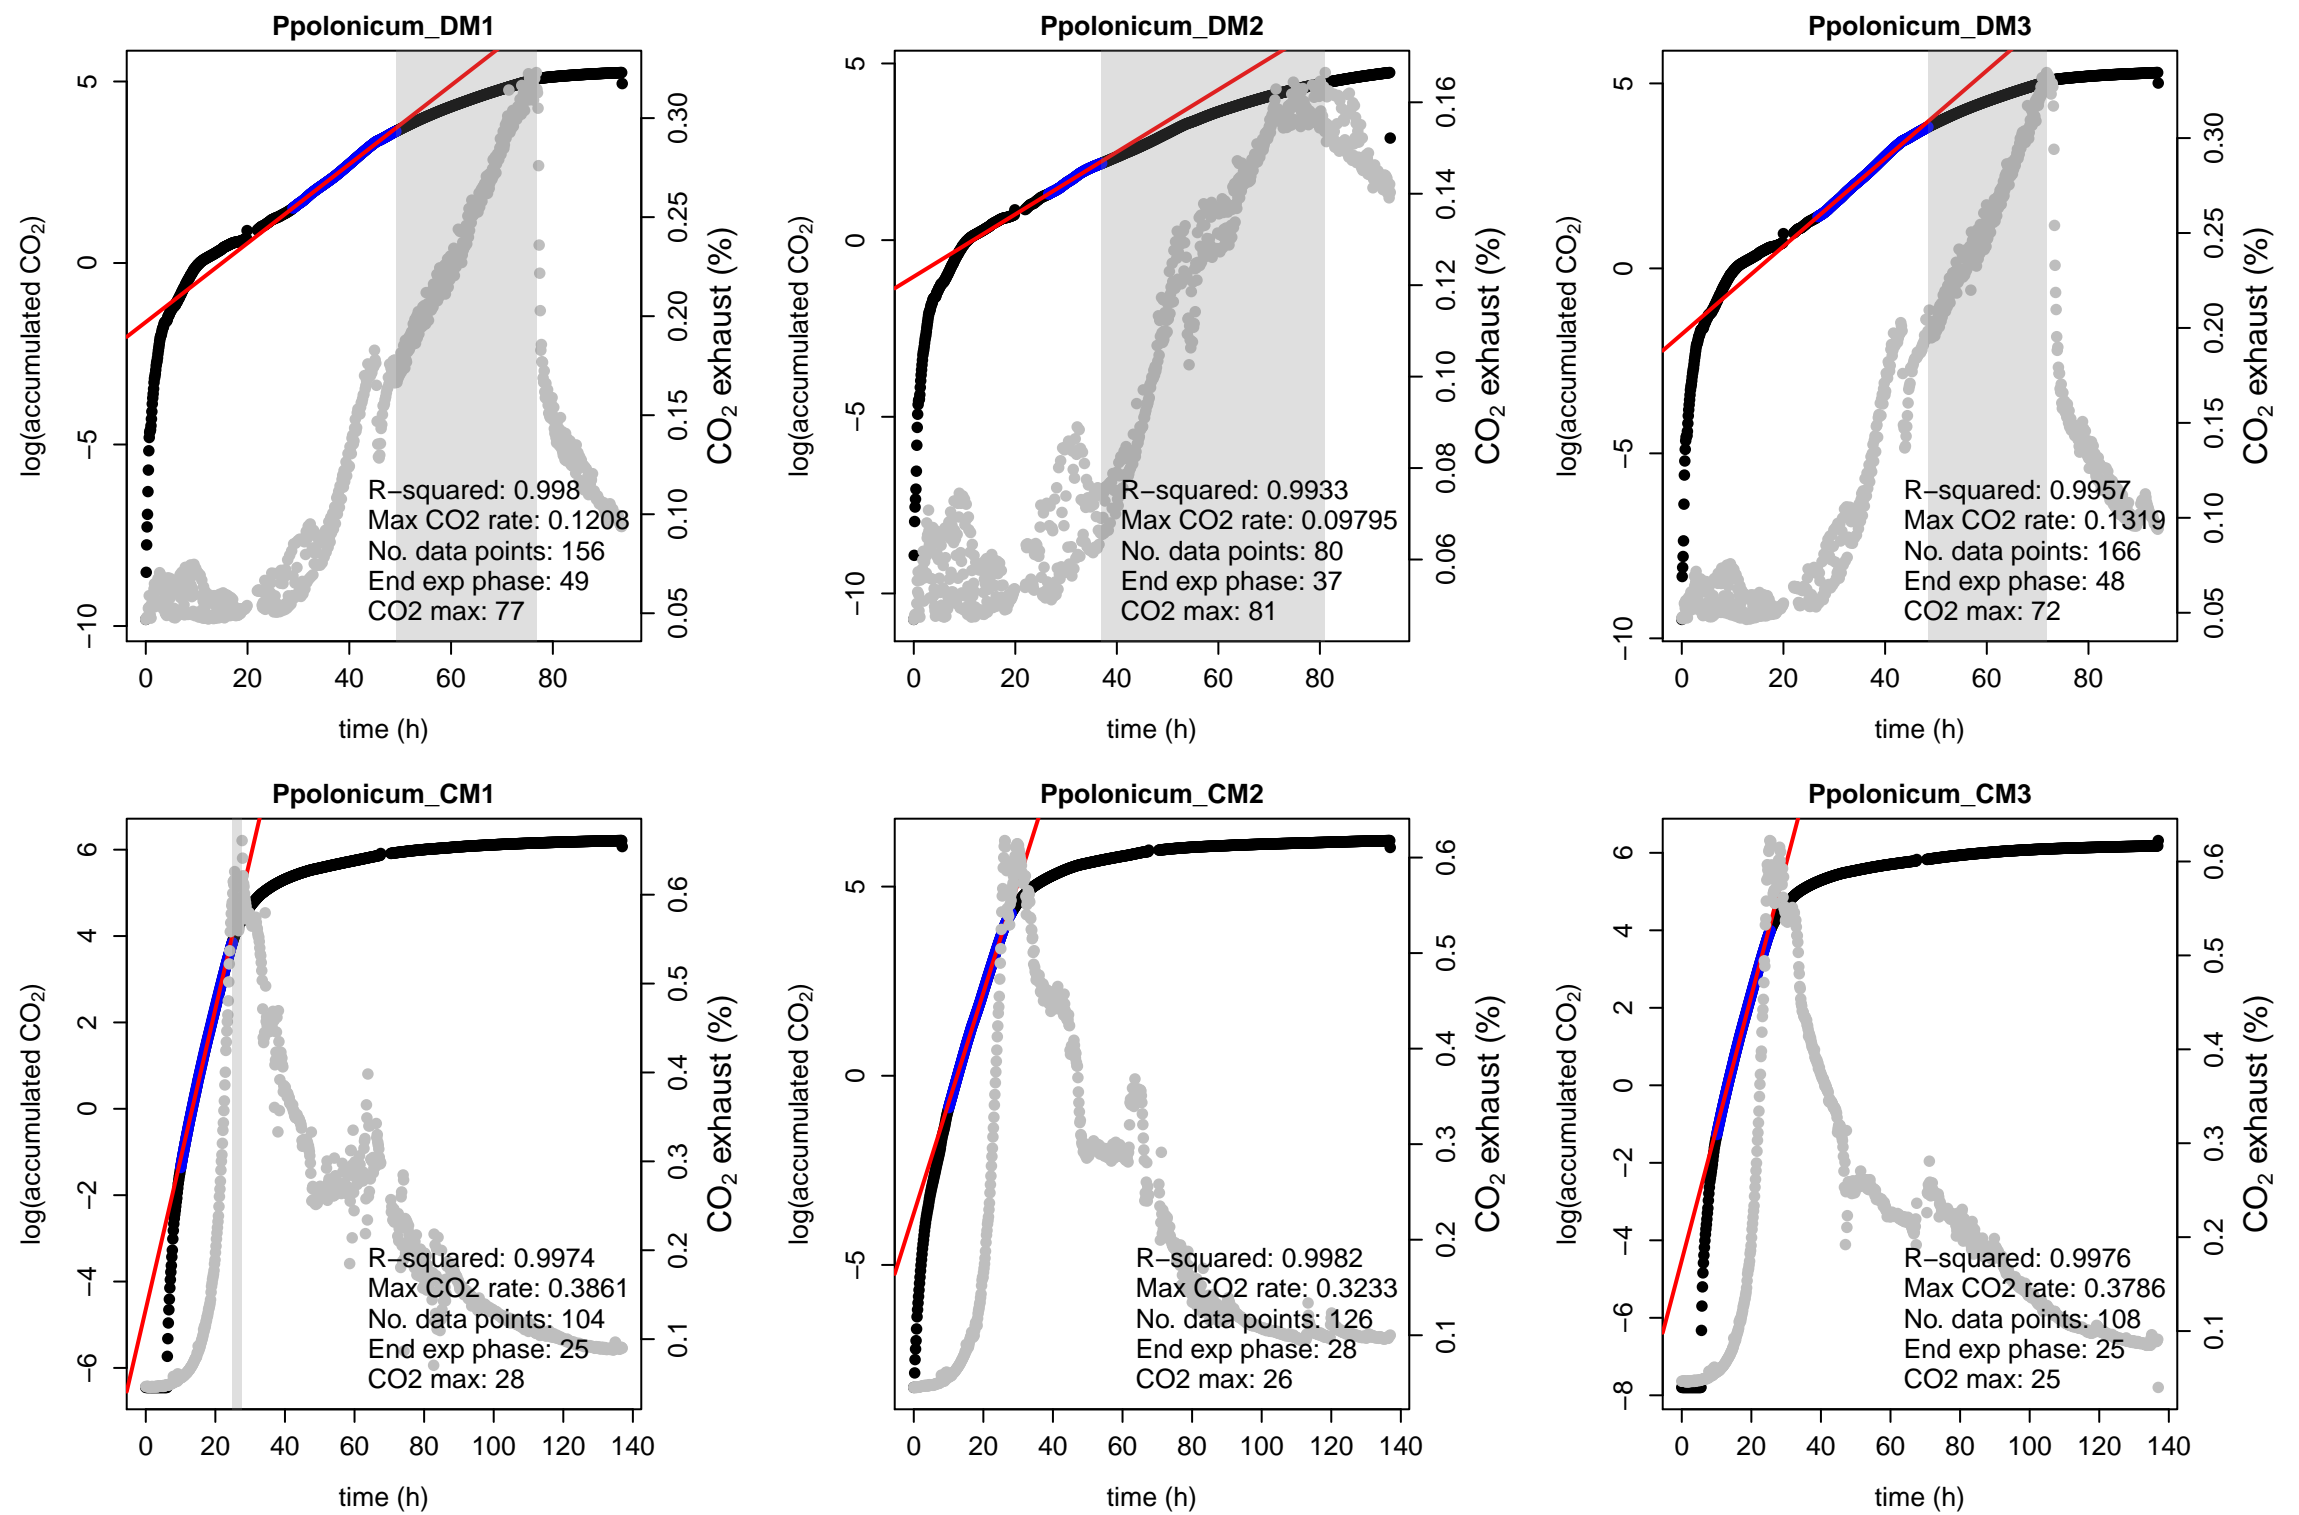 Ppolonicum_DM1
log(accumulated CO2)
5
0
−5
−10
R−squared: 0.998
Max CO2 rate: 0.1208
No. data points: 156
End exp phase: 49
CO2 max: 77
0.30
0.25
0.20
0.15
0.10
0.05
CO2 exhaust (%)
0 20 40 60 80
time (h)
Ppolonicum_DM2
log(accumulated CO2)
5
0
−5
−10
R−squared: 0.9933
Max CO2 rate: 0.09795
No. data points: 80
End exp phase: 37
CO2 max: 81
0.16
0.14
0.12
0.10
0.08
0.06
CO2 exhaust (%)
0 20 40 60 80
time (h)
Ppolonicum_DM3
log(accumulated CO2)
5
0
−5
−10
R−squared: 0.9957
Max CO2 rate: 0.1319
No. data points: 166
End exp phase: 48
CO2 max: 72
0.30
0.25
0.20
0.15
0.10
0.05
CO2 exhaust (%)
0 20 40 60 80
time (h)
Ppolonicum_CM1
log(accumulated CO2)
6
4
2
0
−2
−4
−6
R−squared: 0.9974
Max CO2 rate: 0.3861
No. data points: 104
End exp phase: 25
CO2 max: 28
0.6
0.5
0.4
0.3
0.2
0.1
CO2 exhaust (%)
0 20 40 60 80 100 120 140
time (h)
Ppolonicum_CM2
log(accumulated CO2)
5
0
−5
R−squared: 0.9982
Max CO2 rate: 0.3233
No. data points: 126
End exp phase: 28
CO2 max: 26
0.6
0.5
0.4
0.3
0.2
0.1
CO2 exhaust (%)
0 20 40 60 80 100 120 140
time (h)
Ppolonicum_CM3
log(accumulated CO2)
6
4
2
0
−2
−4
−6
−8
R−squared: 0.9976
Max CO2 rate: 0.3786
No. data points: 108
End exp phase: 25
CO2 max: 25
0.6
0.5
0.4
0.3
0.2
0.1
CO2 exhaust (%)
0 20 40 60 80 100 120 140
time (h)